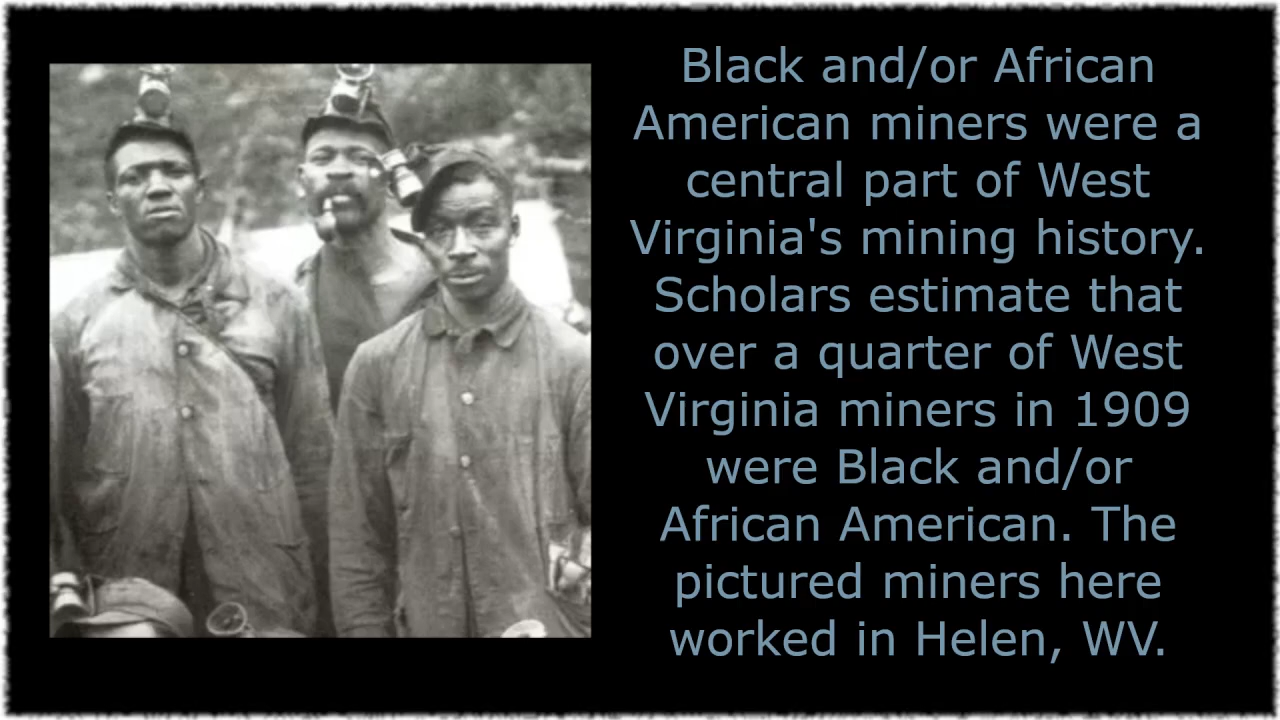 Black and/or African
American miners were a
central part of West
Virginia's mining history.
Scholars estimate that
over a quarter of West
Virginia miners in 1909
were Black and/or
African American. The
pictured miners here
worked in Helen, WV.